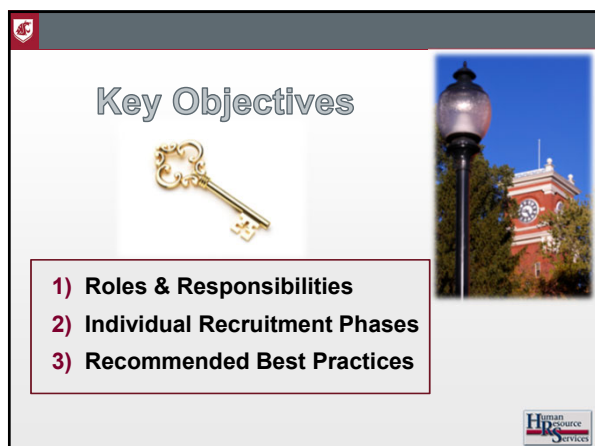 Key Objectives
1) Roles & Responsibilities
2) Individual Recruitment Phases
3) Recommended Best Practices
Human
Resource
Services